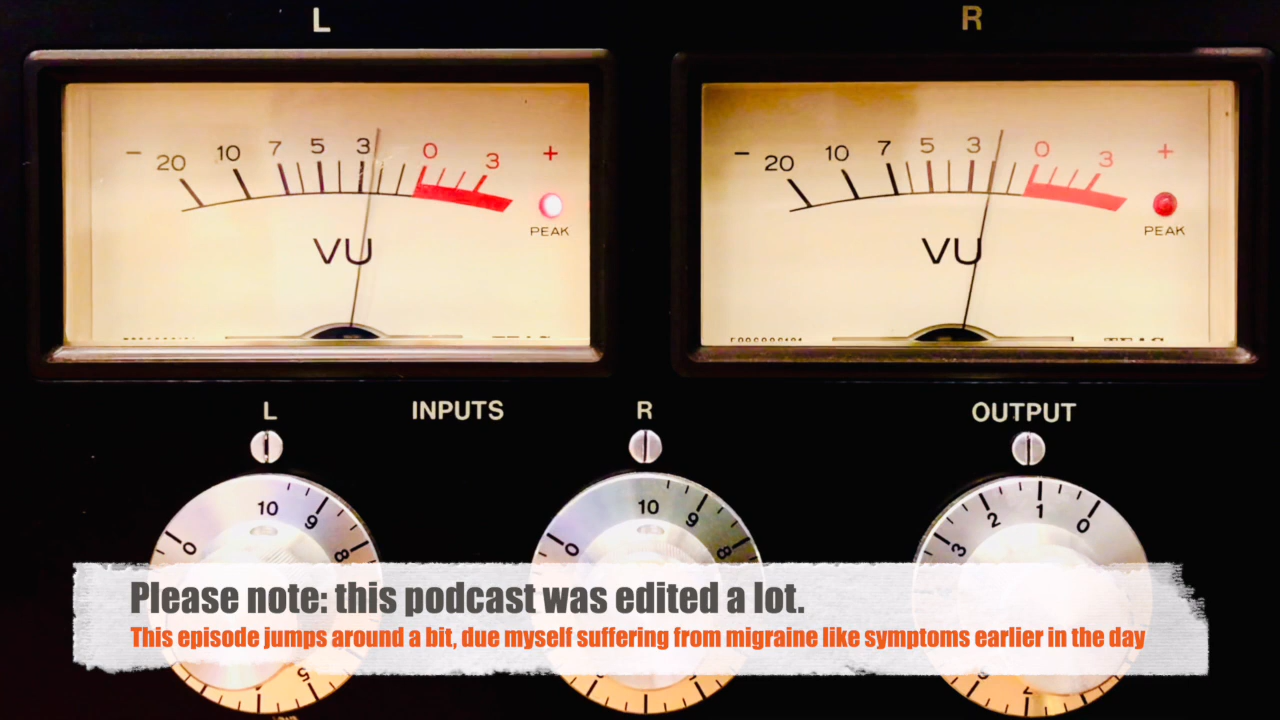 L R
− 20 10 7 5 3 0 3 +
PEAK
VU
− 20 10 7 5 3 0 3 +
PEAK
VU
L INPUTS R OUTPUT
0 10 9 8
0 10 9 8
3 2 1 0
Please note: this podcast was edited a lot.
This episode jumps around a bit, due myself suffering from migraine like symptoms earlier in the day
5